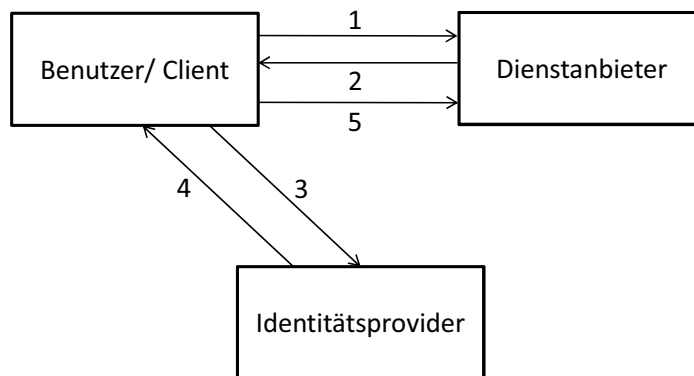 1
Benutzer/ Client
Dienstanbieter
2
5
4
3
Identitätsprovider